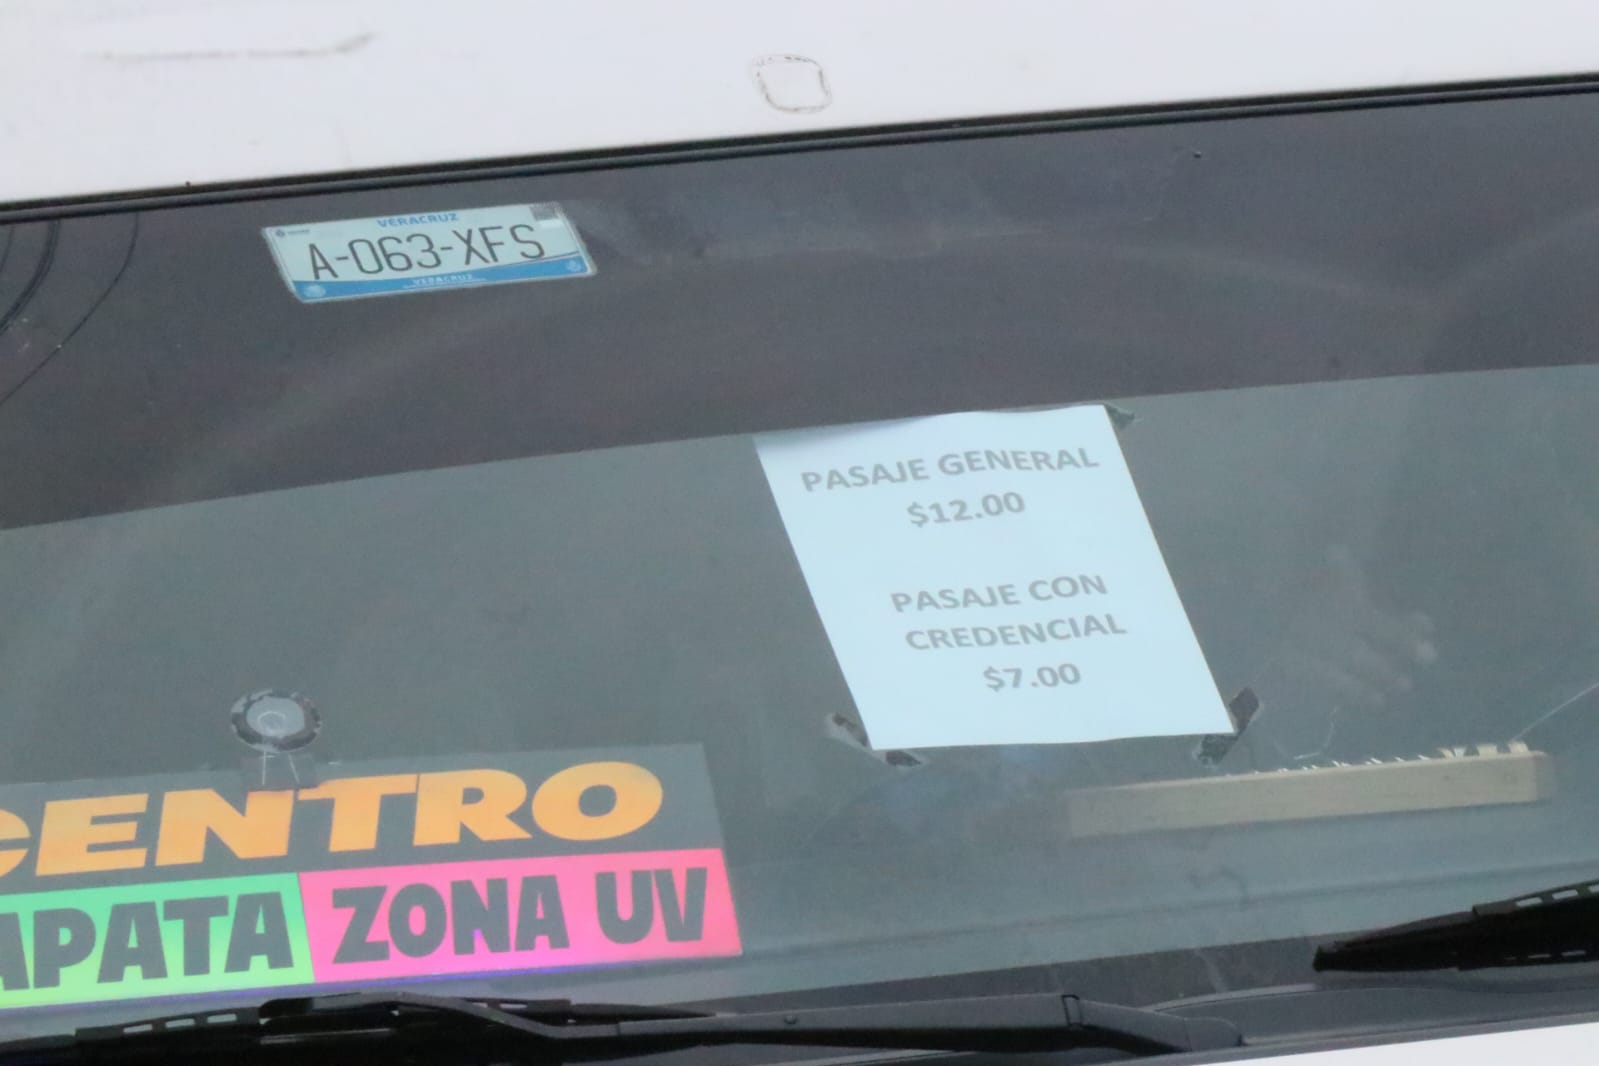 VERACRUZ
A-063-XFS
VERACRUZ
PASAJE GENERAL
$12.00
PASAJE CON
CREDENCIAL
$7.00
CENTRO
APATA ZONA UV